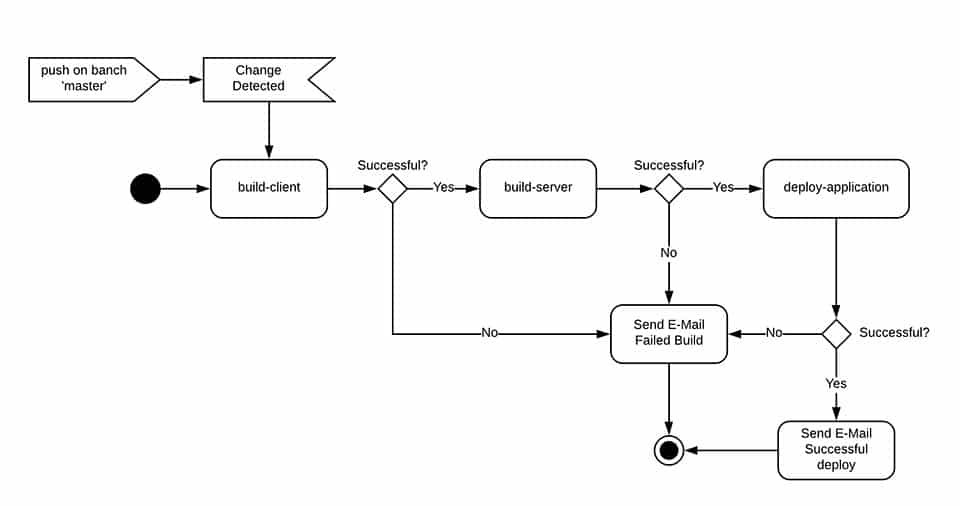 push on banch
'master'
Change
Detected
build-client
Successful?
Yes
build-server
Successful?
Yes
deploy-application
No
Send E-Mail
Failed Build
No
No
Successful?
Yes
Send E-Mail
Successful
deploy